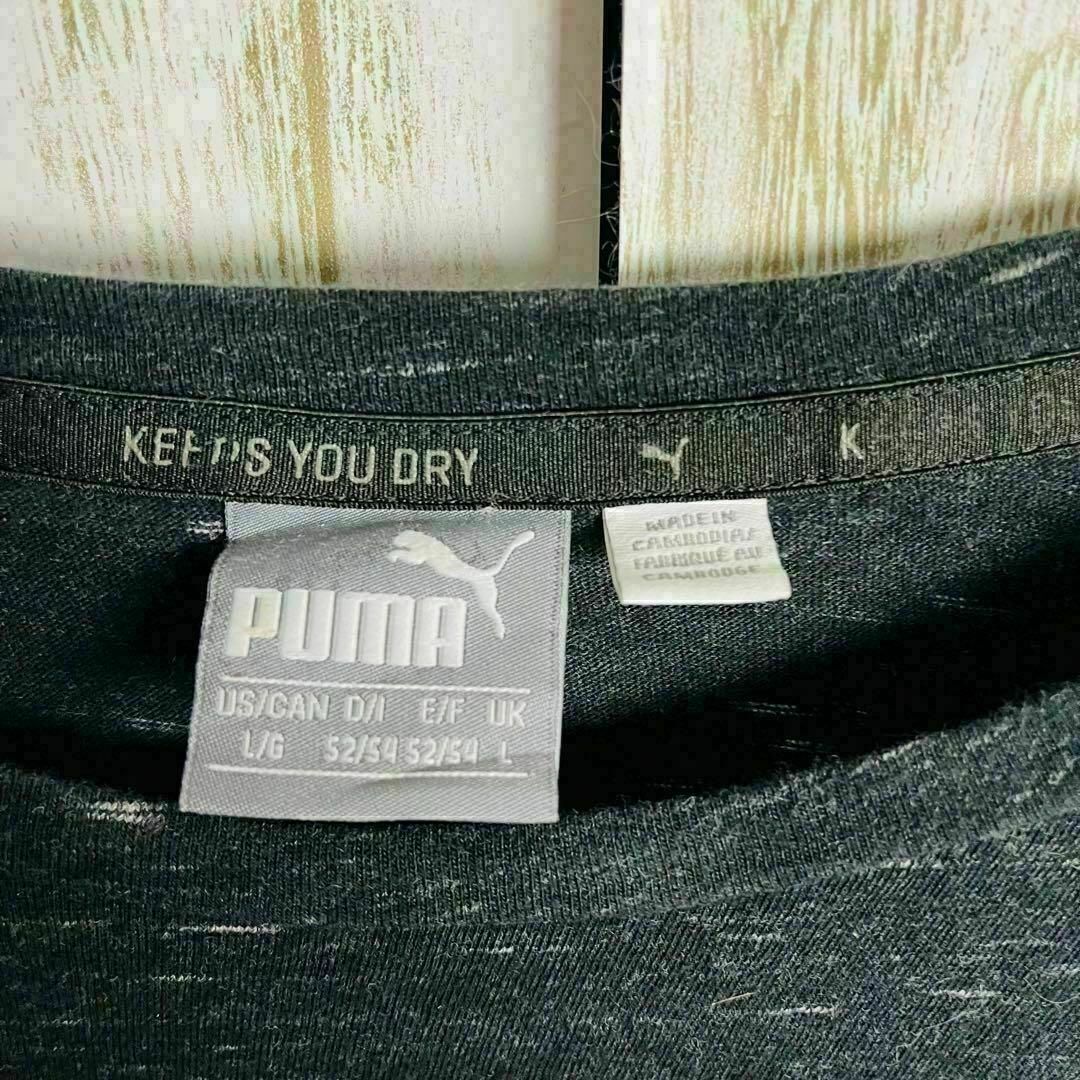 KEEPS YOU DRY K
PUMA
US/CAN D/I E/F UK
L/G 52/54 52/54 L
MADE IN
CAMBODIA/
FABRIQUÉ AU
CAMBODGE